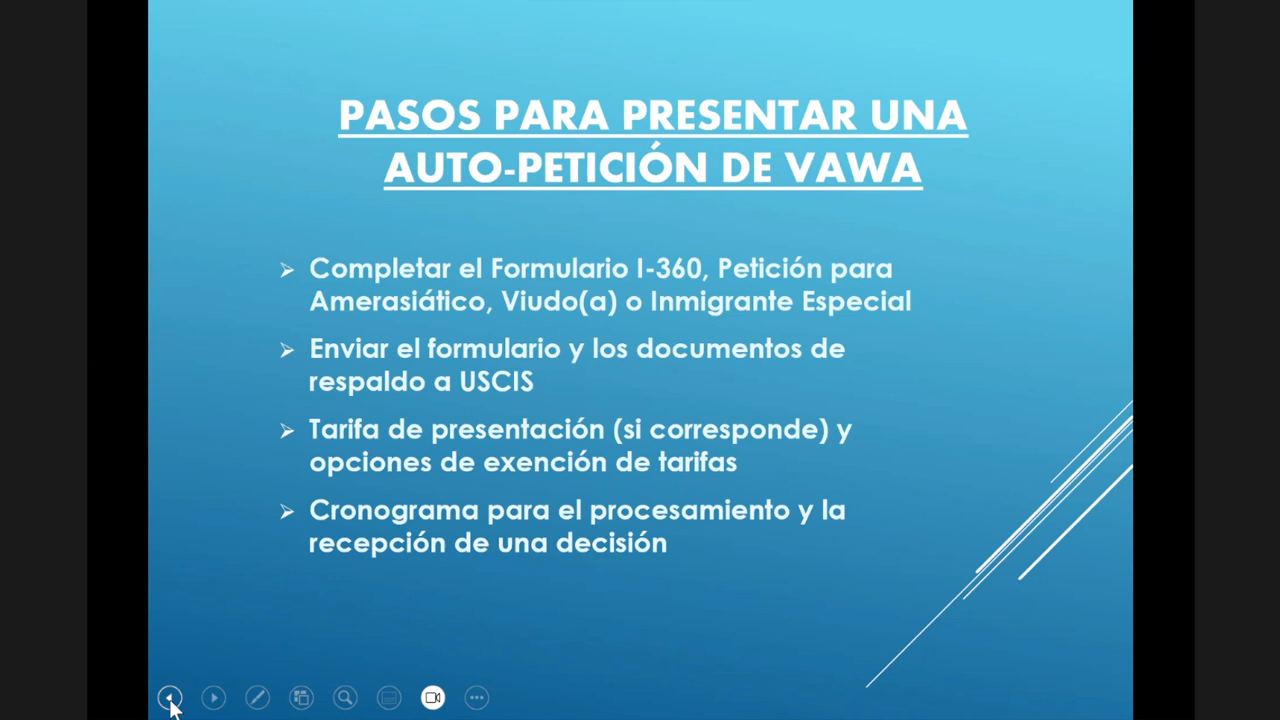 PASOS PARA PRESENTAR UNA
AUTO-PETICIÓN DE VAWA
Completar el Formulario I-360, Petición para
Amerasiático, Viudo(a) o Inmigrante Especial
Enviar el formulario y los documentos de
respaldo a USCIS
Tarifa de presentación (si corresponde) y
opciones de exención de tarifas
Cronograma para el procesamiento y la
recepción de una decisión